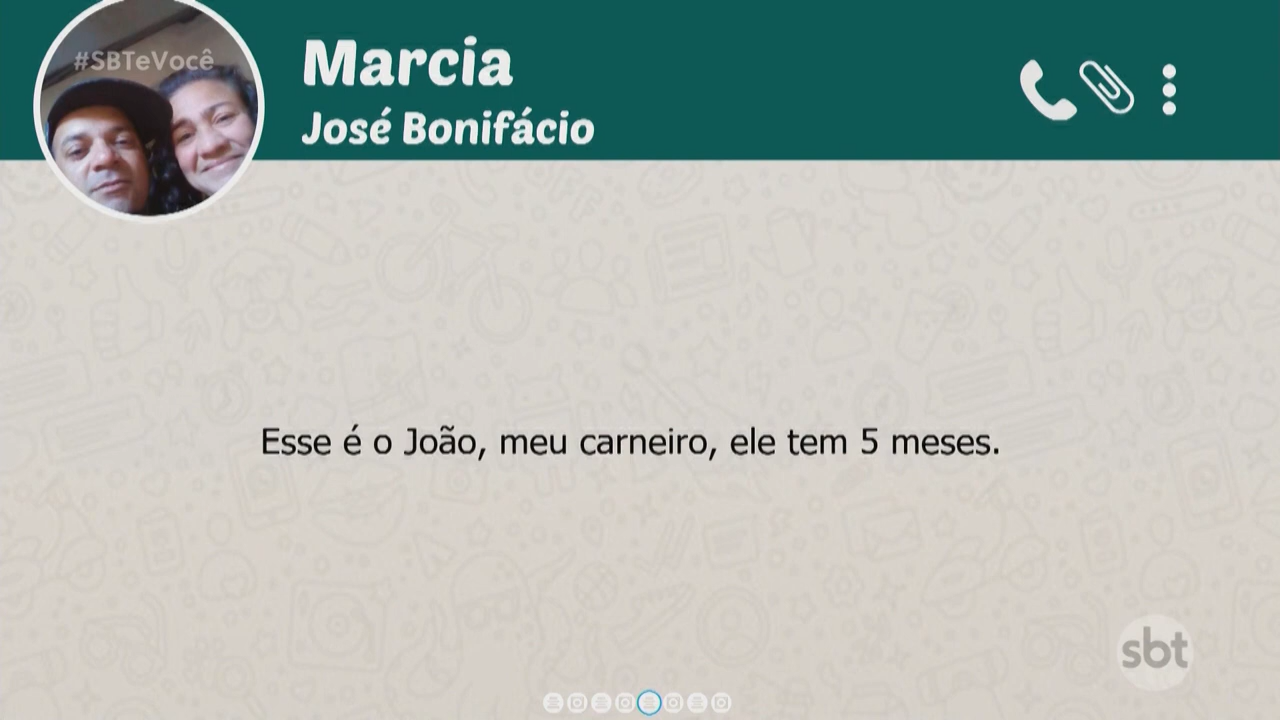 #SBTeVocê
Marcia
José Bonifácio
Esse é o João, meu carneiro, ele tem 5 meses.
sbt